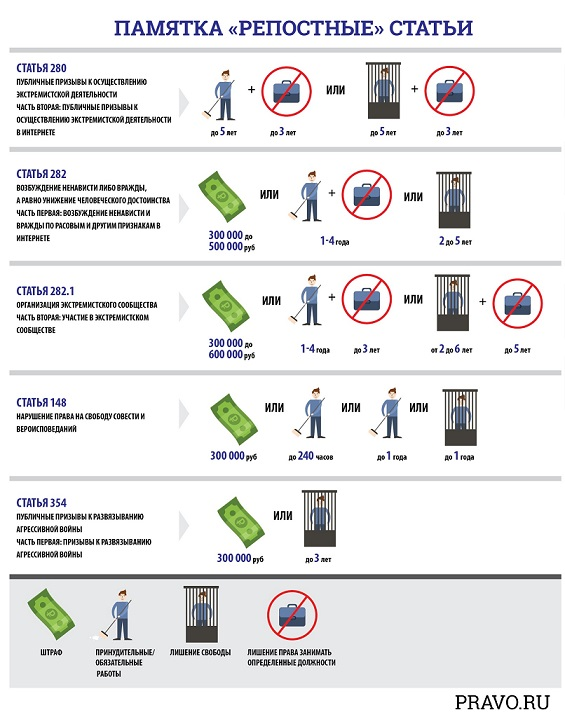 ПАМЯТКА «РЕПОСТНЫЕ» СТАТЬИ
СТАТЬЯ 280
ПУБЛИЧНЫЕ ПРИЗЫВЫ К ОСУЩЕСТВЛЕНИЮ
ЭКСТРЕМИСТСКОЙ ДЕЯТЕЛЬНОСТИ
ЧАСТЬ ВТОРАЯ: ПУБЛИЧНЫЕ ПРИЗЫВЫ К
ОСУЩЕСТВЛЕНИЮ ЭКСТРЕМИСТСКОЙ ДЕЯТЕЛЬНОСТИ
В ИНТЕРНЕТЕ
+ ИЛИ +
до 5 лет до 3 лет до 5 лет до 3 лет
СТАТЬЯ 282
ВОЗБУЖДЕНИЕ НЕНАВИСТИ ЛИБО ВРАЖДЫ,
А РАВНО УНИЖЕНИЕ ЧЕЛОВЕЧЕСКОГО ДОСТОИНСТВА
ЧАСТЬ ПЕРВАЯ: ВОЗБУЖДЕНИЕ НЕНАВИСТИ И
ВРАЖДЫ ПО РАСОВЫМ И ДРУГИМ ПРИЗНАКАМ В
ИНТЕРНЕТЕ
ИЛИ + ИЛИ
300 000 до
500 000 руб
1-4 года 2 до 5 лет
СТАТЬЯ 282.1
ОРГАНИЗАЦИЯ ЭКСТРЕМИСТСКОГО СООБЩЕСТВА
ЧАСТЬ ВТОРАЯ: УЧАСТИЕ В ЭКСТРЕМИСТСКОМ
СООБЩЕСТВЕ
ИЛИ + ИЛИ +
300 000 до
600 000 руб
1-4 года до 3 лет от 2 до 6 лет до 5 лет
СТАТЬЯ 148
НАРУШЕНИЕ ПРАВА НА СВОБОДУ СОВЕСТИ И
ВЕРОИСПОВЕДАНИЙ
ИЛИ ИЛИ ИЛИ
300 000 руб до 240 часов до 1 года до 1 года
СТАТЬЯ 354
ПУБЛИЧНЫЕ ПРИЗЫВЫ К РАЗВЯЗЫВАНИЮ
АГРЕССИВНОЙ ВОЙНЫ
ЧАСТЬ ПЕРВАЯ: ПРИЗЫВЫ К РАЗВЯЗЫВАНИЮ
АГРЕССИВНОЙ ВОЙНЫ
ИЛИ
300 000 руб до 3 лет
ШТРАФ
ПРИНУДИТЕЛЬНЫЕ/
ОБЯЗАТЕЛЬНЫЕ
РАБОТЫ
ЛИШЕНИЕ СВОБОДЫ
ЛИШЕНИЕ ПРАВА ЗАНИМАТЬ
ОПРЕДЕЛЕННЫЕ ДОЛЖНОСТИ
PRAVO.RU